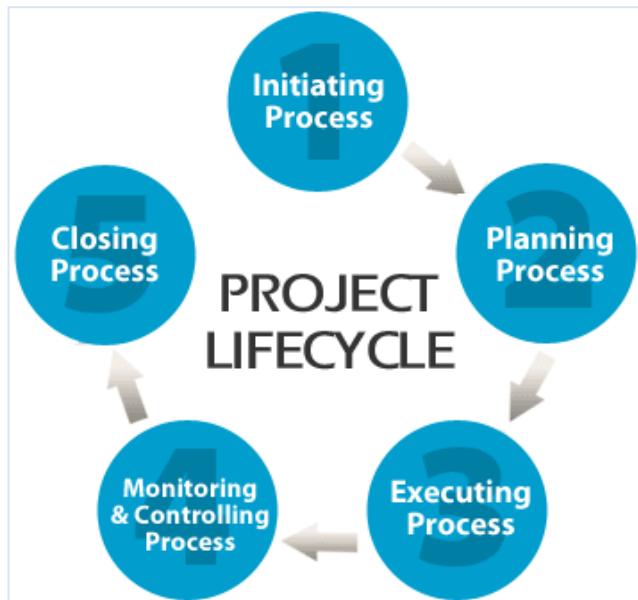 1
Initiating
Process
2
Planning
Process
3
Executing
Process
4
Monitoring
& Controlling
Process
5
Closing
Process
PROJECT
LIFECYCLE